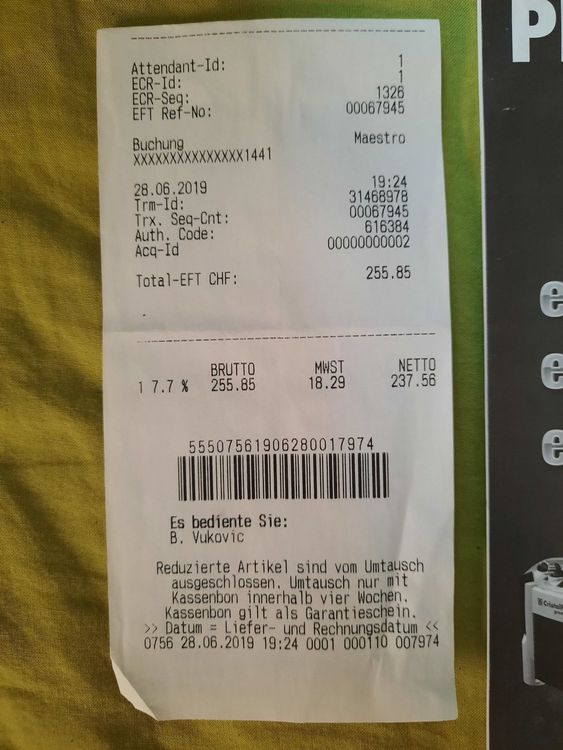 Attendant-Id: 1
ECR-Id: 1
ECR-Seq: 1326
EFT Ref-No: 00067945
Buchung Maestro
XXXXXXXXXXXXXXX1441
28.06.2019 19:24
Trm-Id: 31468978
Trx. Seq-Cnt: 00067945
Auth. Code: 616384
Acq-Id 00000000002
Total-EFT CHF: 255.85
BRUTTO MWST NETTO
1 7.7 % 255.85 18.29 237.56
55507561906280017974
Es bediente Sie:
B. Vukovic
Reduzierte Artikel sind vom Umtausch
ausgeschlossen. Umtausch nur mit
Kassenbon innerhalb vier Wochen.
Kassenbon gilt als Garantieschein.
>> Datum = Liefer- und Rechnungsdatum <<
0756 28.06.2019 19:24 0001 000110 007974
P
e
e
e